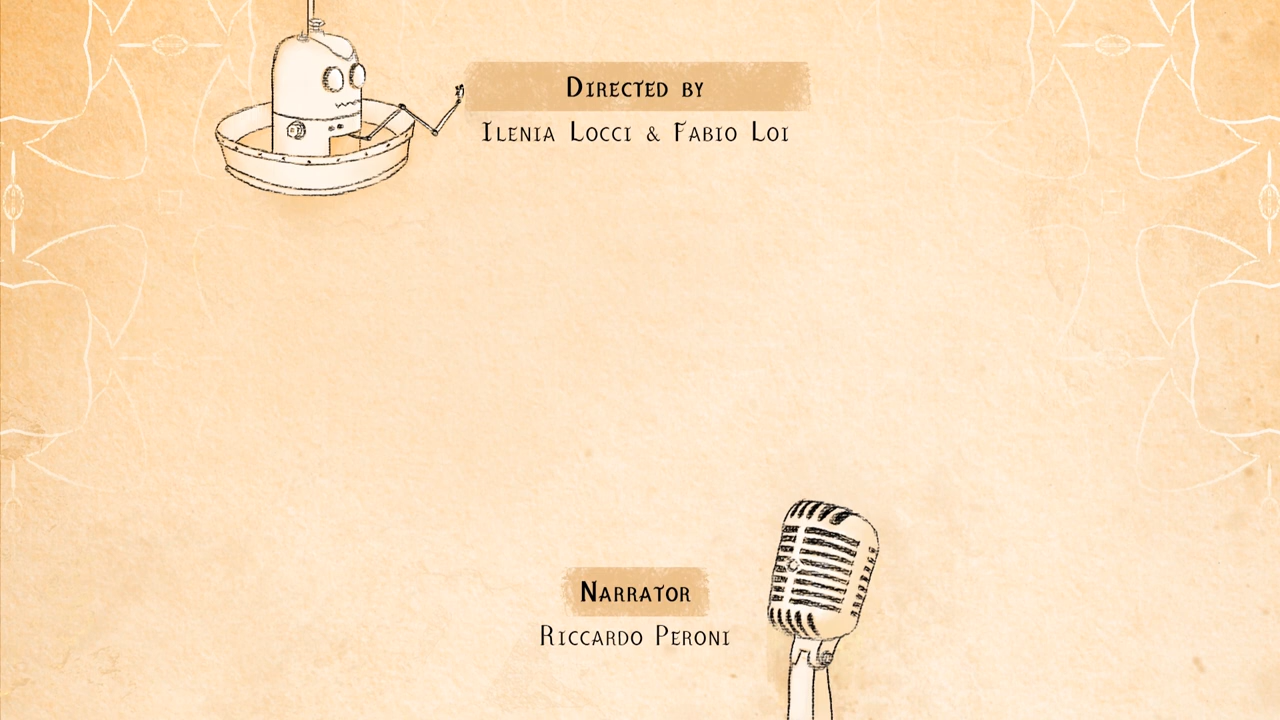 Directed by
Ilenia Locci & Fabio Loi
Narrator
Riccardo Peroni